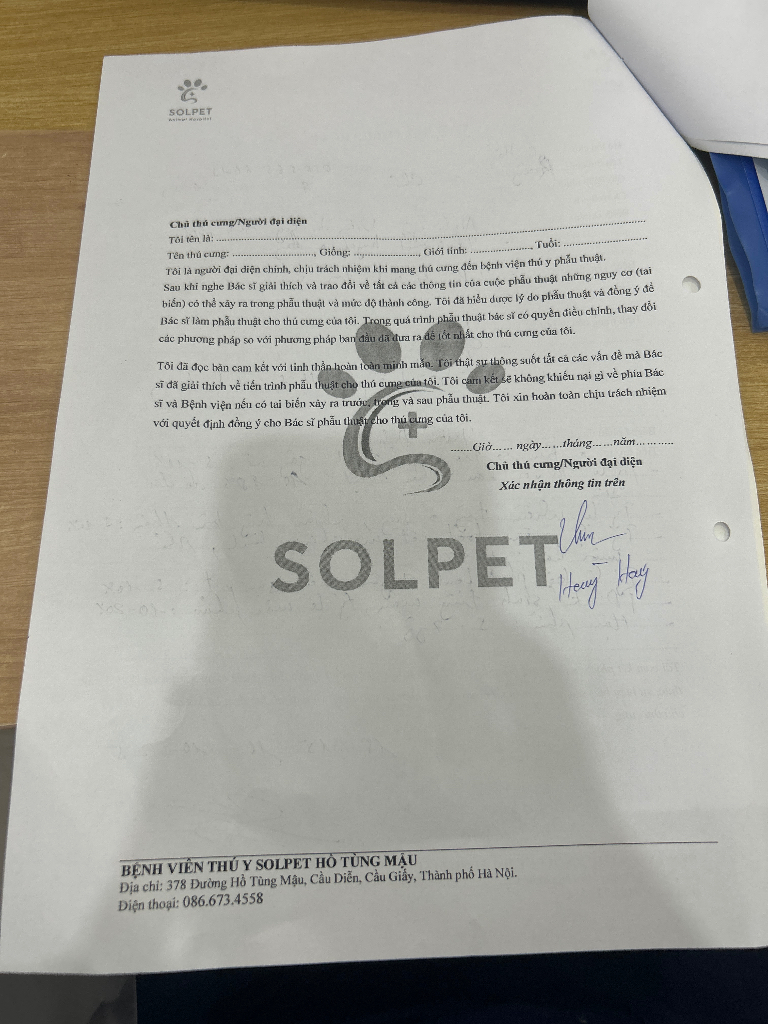 SOLPET
Animal Hospital
Chủ thú cưng/Người đại diện
Tôi tên là: ........................................................................
Tên thú cưng: ........................, Giống: ..................., Giới tính: ..................., Tuổi: .........................
Tôi là người đại diện chính, chịu trách nhiệm khi mang thú cưng đến bệnh viện thú y phẫu thuật.
Sau khi nghe Bác sĩ giải thích và trao đổi về tất cả các thông tin của cuộc phẫu thuật những nguy cơ (tai
biến) có thể xảy ra trong phẫu thuật và mức độ thành công. Tôi đã hiểu được lý do phẫu thuật và đồng ý để
Bác sĩ làm phẫu thuật cho thú cưng của tôi. Trong quá trình phẫu thuật bác sĩ có quyền điều chỉnh, thay đổi
các phương pháp so với phương pháp ban đầu đã đưa ra để tốt nhất cho thú cưng của tôi.
Tôi đã đọc bản cam kết với tinh thần hoàn toàn minh mẫn. Tôi thật sự thông suốt tất cả các vấn đề mà Bác
sĩ đã giải thích về tiến trình phẫu thuật cho thú cưng của tôi. Tôi cam kết sẽ không khiếu nại gì về phía Bác
sĩ và Bệnh viện nếu có tai biến xảy ra trước, trong và sau phẫu thuật. Tôi xin hoàn toàn chịu trách nhiệm
với quyết định đồng ý cho Bác sĩ phẫu thuật cho thú cưng của tôi.
.......Giờ...... ngày......tháng......năm...........
Chủ thú cưng/Người đại diện
Xác nhận thông tin trên
SOLPET
BỆNH VIỆN THÚ Y SOLPET HỒ TÙNG MẬU
Địa chỉ: 378 Đường Hồ Tùng Mậu, Cầu Diễn, Cầu Giấy, Thành phố Hà Nội.
Điện thoại: 086.673.4558